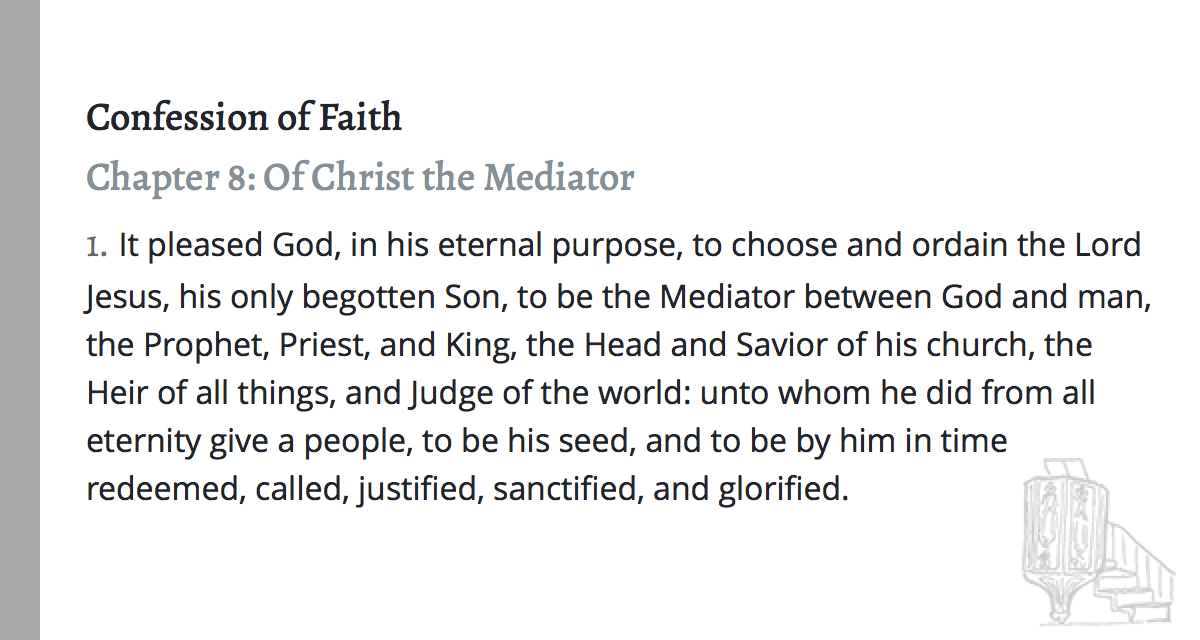 Confession of Faith
Chapter 8: Of Christ the Mediator
1. It pleased God, in his eternal purpose, to choose and ordain the Lord
Jesus, his only begotten Son, to be the Mediator between God and man,
the Prophet, Priest, and King, the Head and Savior of his church, the
Heir of all things, and Judge of the world: unto whom he did from all
eternity give a people, to be his seed, and to be by him in time
redeemed, called, justified, sanctified, and glorified.